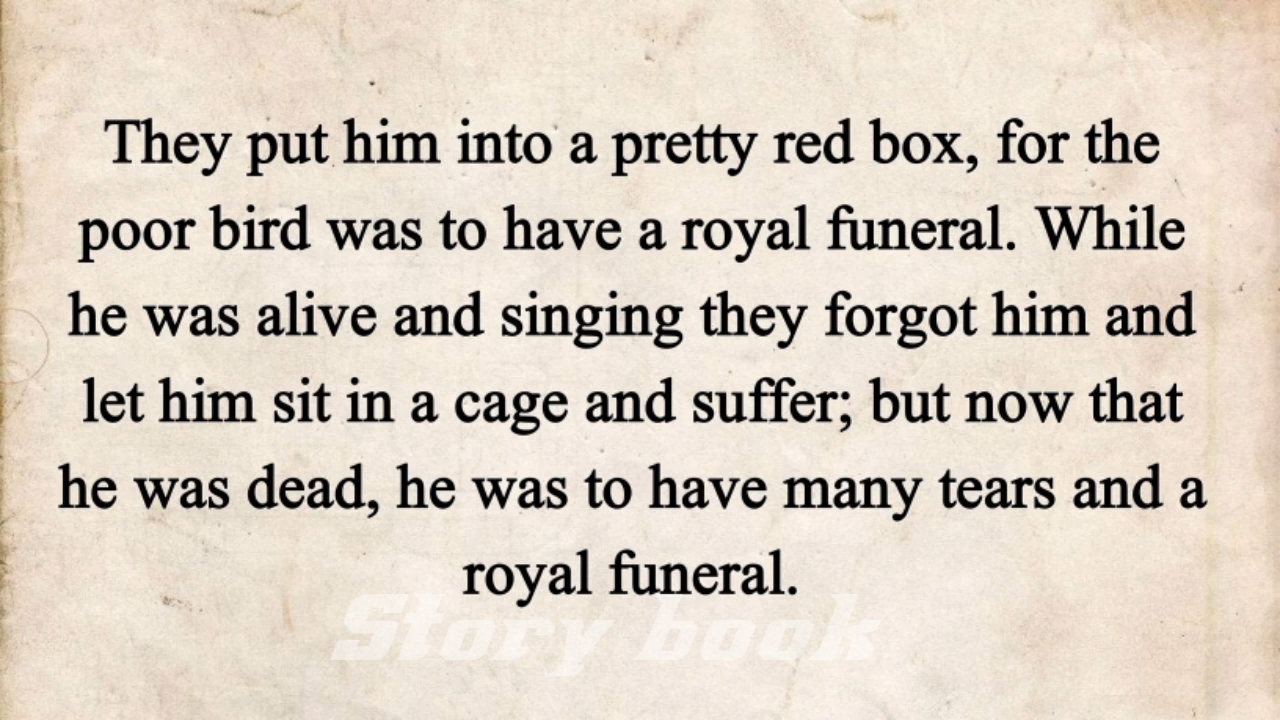 They put him into a pretty red box, for the
poor bird was to have a royal funeral. While
he was alive and singing they forgot him and
let him sit in a cage and suffer; but now that
he was dead, he was to have many tears and a
royal funeral.
Story book